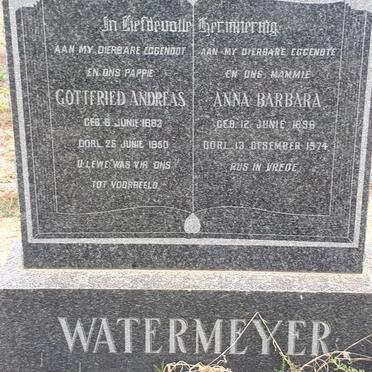 In Liefdevolle Herinnering
AAN MY DIERBARE EGGENOOT
EN ONS PAPPIE
GOTTFRIED ANDREAS
GEB. 6 JUNIE 1883
OORL. 25 JUNIE 1950
U LEWE WAS VIR ONS
TOT VOORBEELD.
AAN MY DIERBARE EGGENOTE
EN ONS MAMMIE
ANNA BARBARA
GEB. 12 JUNIE 1896
OORL. 13 DESEMBER 1974
RUS IN VREDE
WATERMEYER